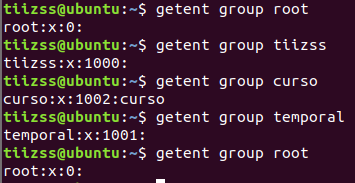 tiizss@ubuntu:~$ getent group root
root:x:0:
tiizss@ubuntu:~$ getent group tiizss
tiizss:x:1000:
tiizss@ubuntu:~$ getent group curso
curso:x:1002:curso
tiizss@ubuntu:~$ getent group temporal
temporal:x:1001:
tiizss@ubuntu:~$ getent group root
root:x:0: